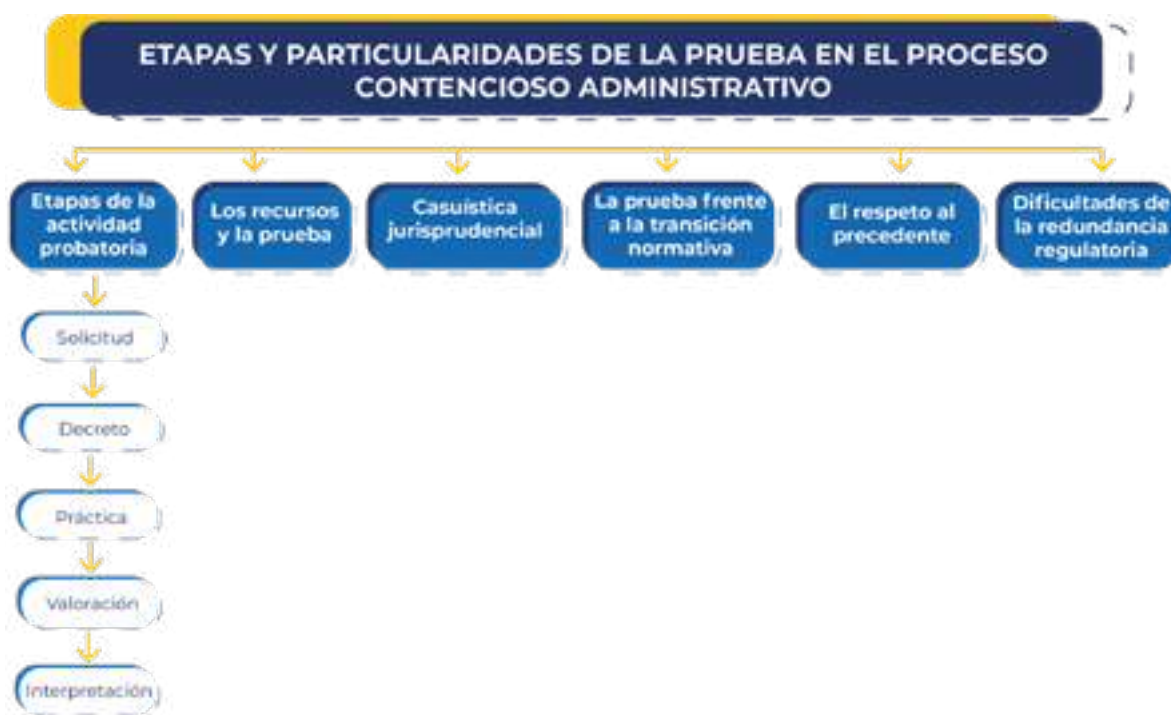 ETAPAS Y PARTICULARIDADES DE LA PRUEBA EN EL PROCESO
CONTENCIOSO ADMINISTRATIVO
Etapas de la
actividad
probatoria
Los recursos
y la prueba
Casuística
jurisprudencial
La prueba frente
a la transición
normativa
El respeto al
precedente
Dificultades de
la redundancia
regulatoria
Solicitud
Decreto
Práctica
Valoración
Interpretación